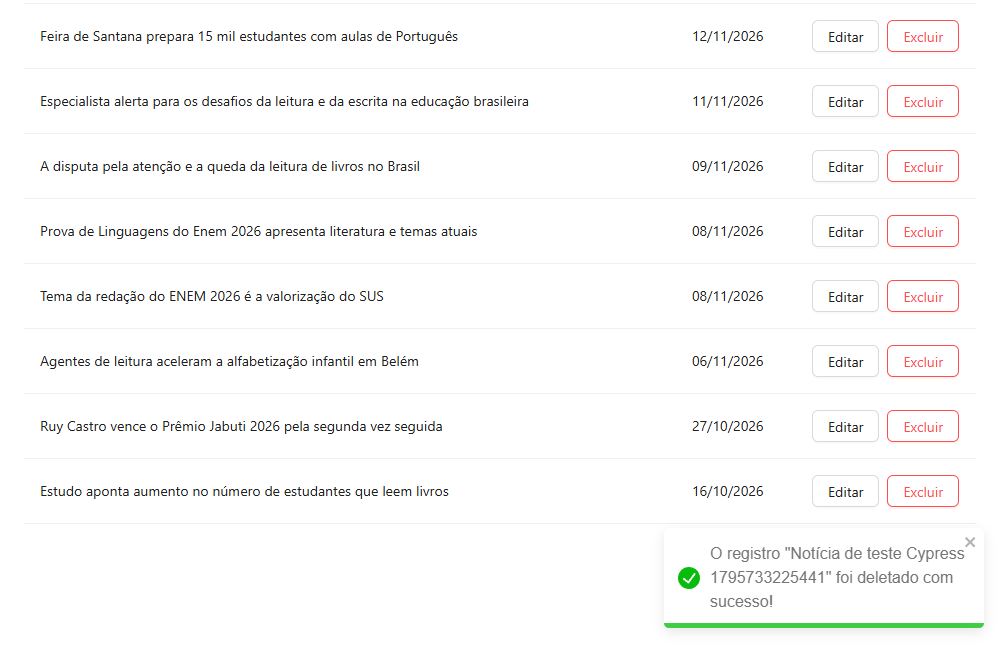 Feira de Santana prepara 15 mil estudantes com aulas de Português 12/11/2026 Editar Excluir
Especialista alerta para os desafios da leitura e da escrita na educação brasileira 11/11/2026 Editar Excluir
A disputa pela atenção e a queda da leitura de livros no Brasil 09/11/2026 Editar Excluir
Prova de Linguagens do Enem 2026 apresenta literatura e temas atuais 08/11/2026 Editar Excluir
Tema da redação do ENEM 2026 é a valorização do SUS 08/11/2026 Editar Excluir
Agentes de leitura aceleram a alfabetização infantil em Belém 06/11/2026 Editar Excluir
Ruy Castro vence o Prêmio Jabuti 2026 pela segunda vez seguida 27/10/2026 Editar Excluir
Estudo aponta aumento no número de estudantes que leem livros 16/10/2026 Editar Excluir
O registro "Notícia de teste Cypress
1795733225441" foi deletado com
sucesso!